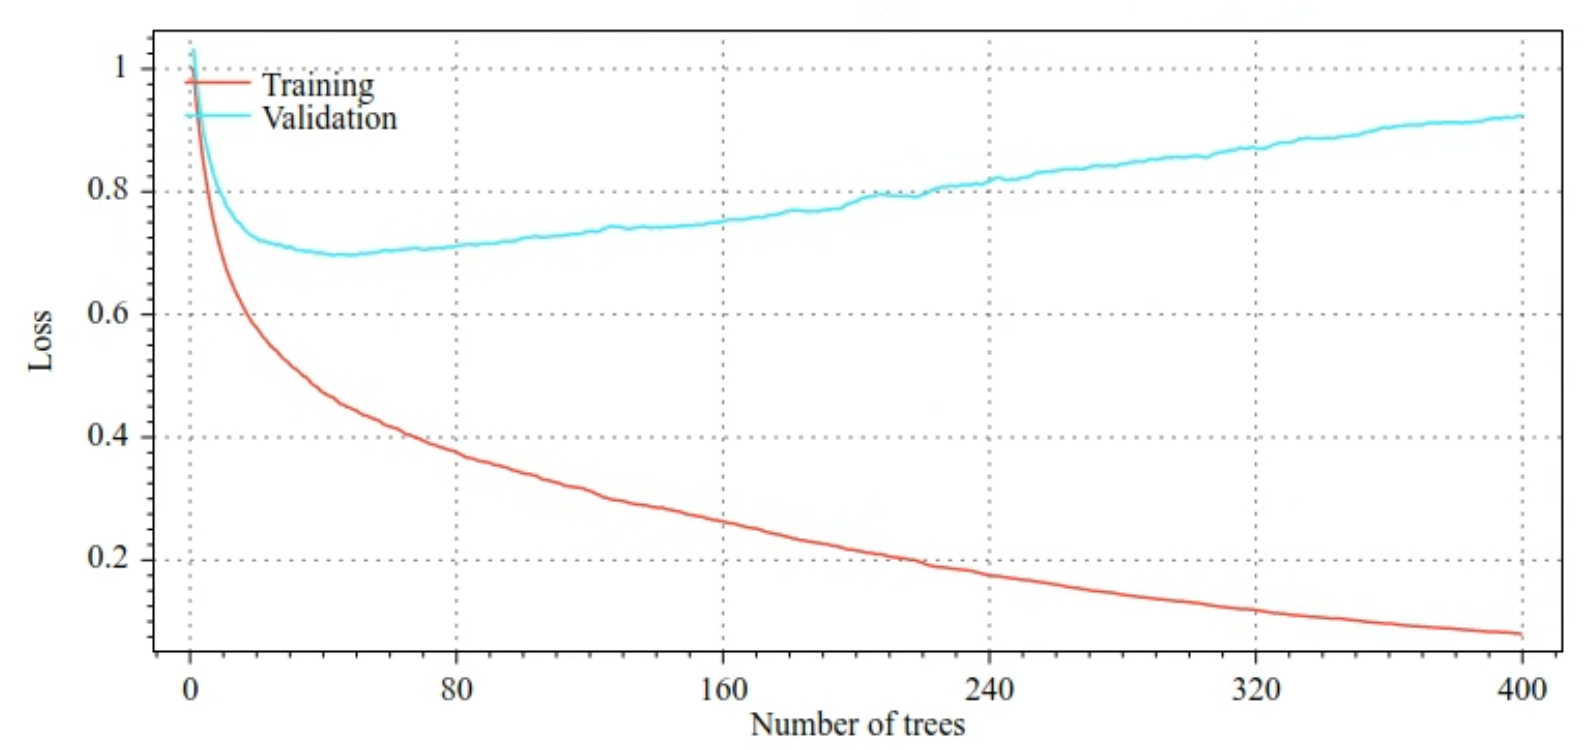 1
Training
Validation
0.8
0.6
Loss
0.4
0.2
0 80 160 240 320 400
Number of trees